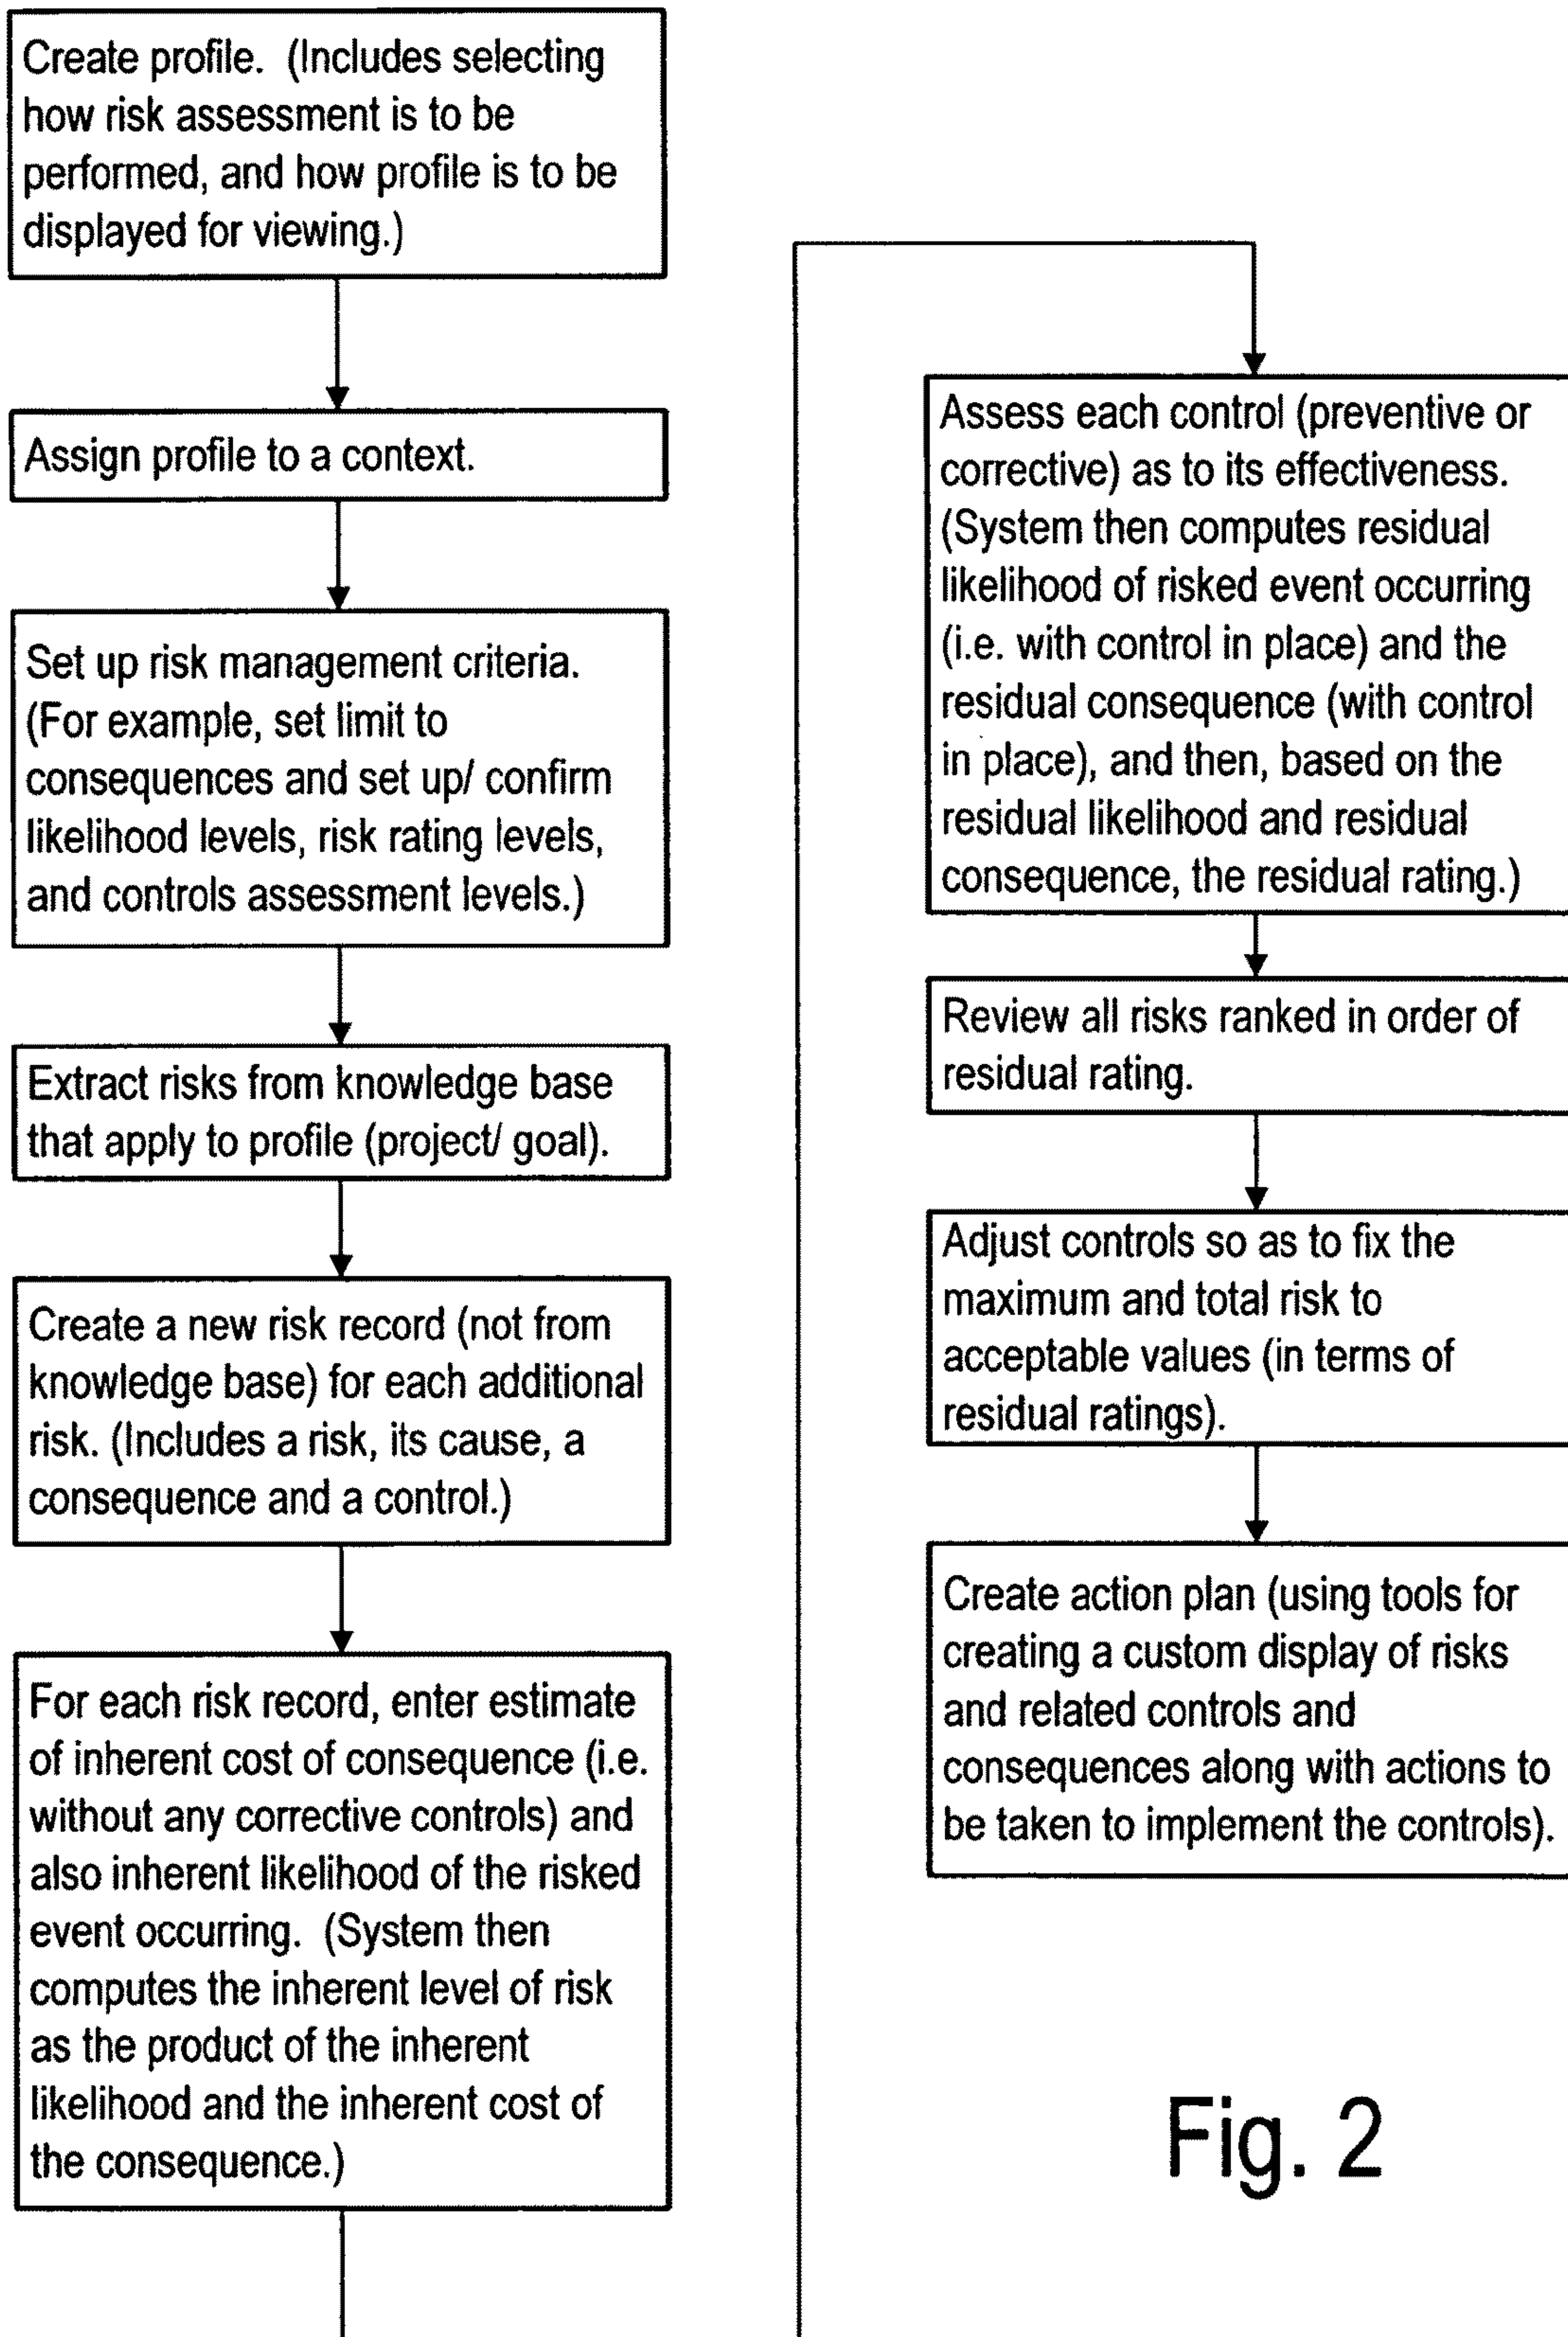 Create profile. (Includes selecting
how risk assessment is to be
performed, and how profile is to be
displayed for viewing.)
Assign profile to a context.
Set up risk management criteria.
(For example, set limit to
consequences and set up/ confirm
likelihood levels, risk rating levels,
and controls assessment levels.)
Extract risks from knowledge base
that apply to profile (project/ goal).
Create a new risk record (not from
knowledge base) for each additional
risk. (Includes a risk, its cause, a
consequence and a control.)
For each risk record, enter estimate
of inherent cost of consequence (i.e.
without any corrective controls) and
also inherent likelihood of the risked
event occurring. (System then
computes the inherent level of risk
as the product of the inherent
likelihood and the inherent cost of
the consequence.)
Assess each control (preventive or
corrective) as to its effectiveness.
(System then computes residual
likelihood of risked event occurring
(i.e. with control in place) and the
residual consequence (with control
in place), and then, based on the
residual likelihood and residual
consequence, the residual rating.)
Review all risks ranked in order of
residual rating.
Adjust controls so as to fix the
maximum and total risk to
acceptable values (in terms of
residual ratings).
Create action plan (using tools for
creating a custom display of risks
and related controls and
consequences along with actions to
be taken to implement the controls).
Fig. 2